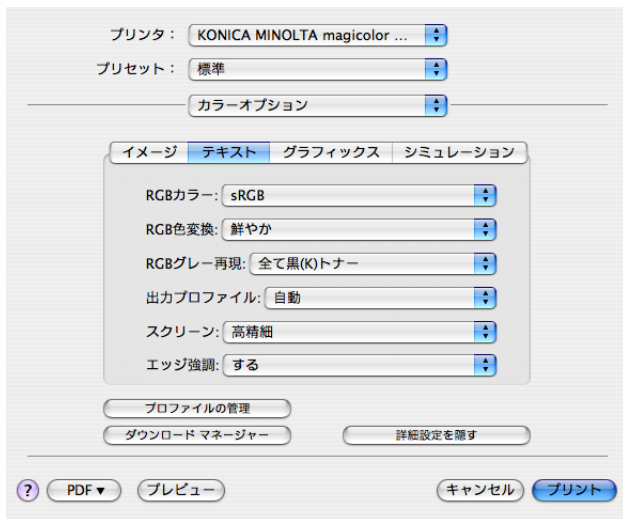 プリンタ： KONICA MINOLTA magicolor ...
プリセット： 標準
カラーオプション
イメージ テキスト グラフィックス シミュレーション
RGBカラー: sRGB
RGB色変換: 鮮やか
RGBグレー再現: 全て黒(K)トナー
出力プロファイル: 自動
スクリーン: 高精細
エッジ強調: する
プロファイルの管理
ダウンロード マネージャー 詳細設定を隠す
? PDF▼ プレビュー キャンセル プリント